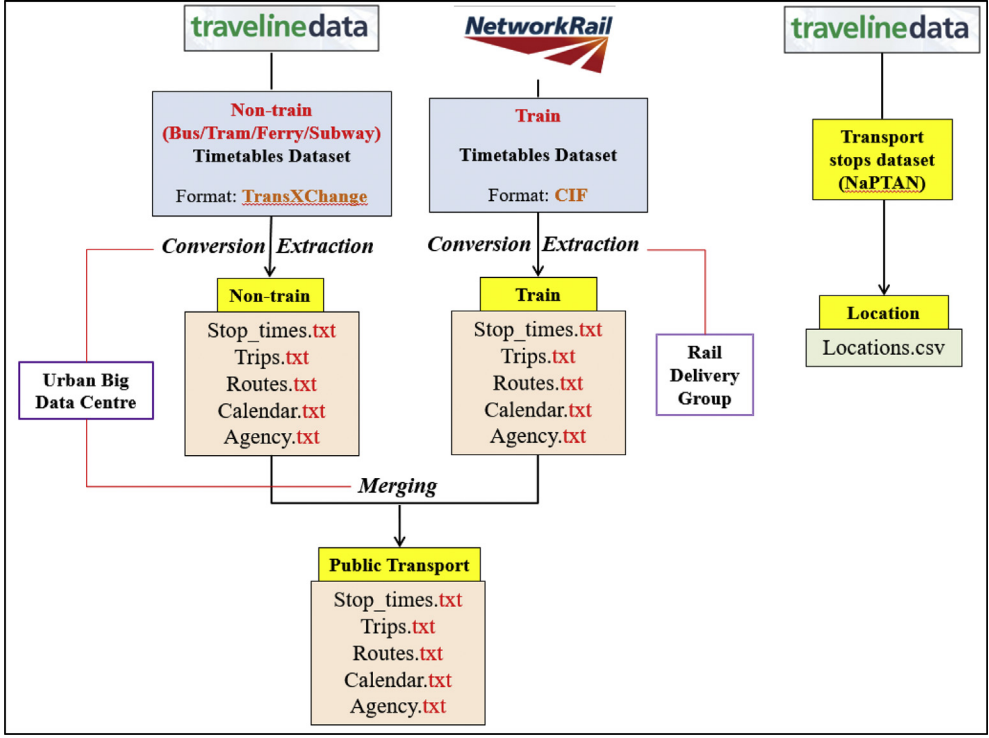 travelinedata
NetworkRail
travelinedata
Non-train
(Bus/Tram/Ferry/Subway)
Timetables Dataset
Format: TransXChange
Train
Timetables Dataset
Format: CIF
Transport
stops dataset
(NaPTAN)
Conversion Extraction
Conversion Extraction
Non-train
Stop_times.txt
Trips.txt
Routes.txt
Calendar.txt
Agency.txt
Train
Stop_times.txt
Trips.txt
Routes.txt
Calendar.txt
Agency.txt
Location
Locations.csv
Urban Big
Data Centre
Rail
Delivery
Group
Merging
Public Transport
Stop_times.txt
Trips.txt
Routes.txt
Calendar.txt
Agency.txt